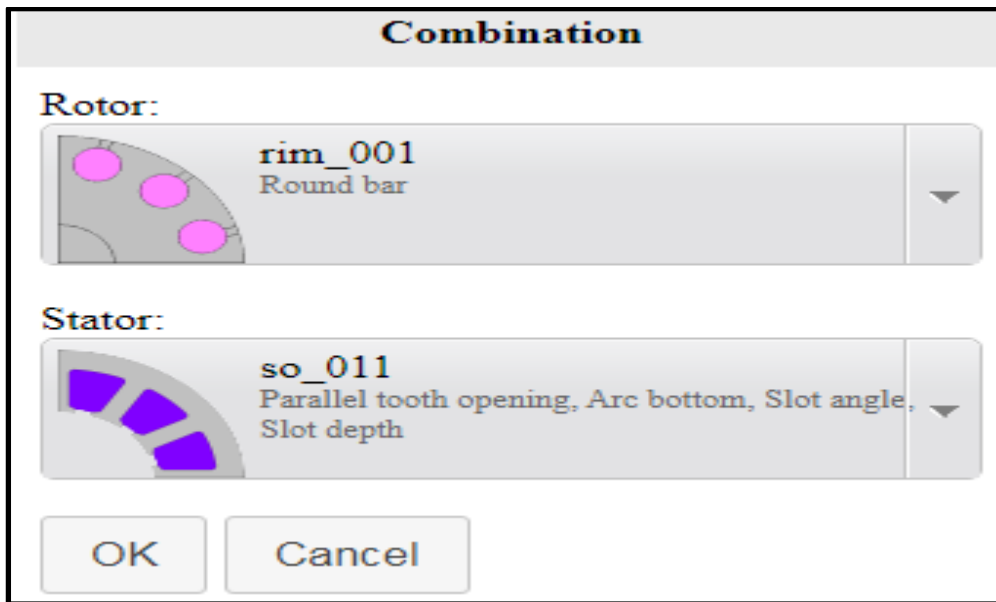 Combination
Rotor:
rim_001
Round bar
Stator:
so_011
Parallel tooth opening, Arc bottom, Slot angle,
Slot depth
OK
Cancel